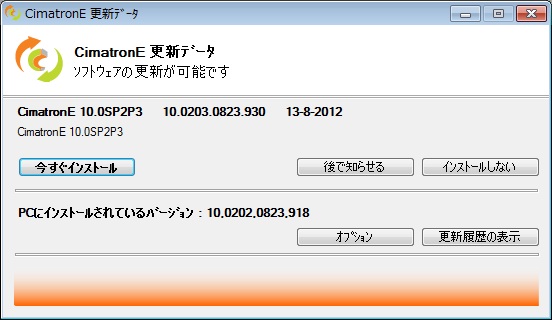 CimatronE 更新ﾃﾞｰﾀ
CimatronE 更新ﾃﾞｰﾀ
ｿﾌﾄｳｪｱの更新が可能です
CimatronE 10.0SP2P3 10.0203.0823.930 13-8-2012
CimatronE 10.0SP2P3
今すぐｲﾝｽﾄｰﾙ 後で知らせる ｲﾝｽﾄｰﾙしない
PCにｲﾝｽﾄｰﾙされているﾊﾞｰｼﾞｮﾝ : 10.0202.0823.918
ｵﾌﾟｼｮﾝ 更新履歴の表示